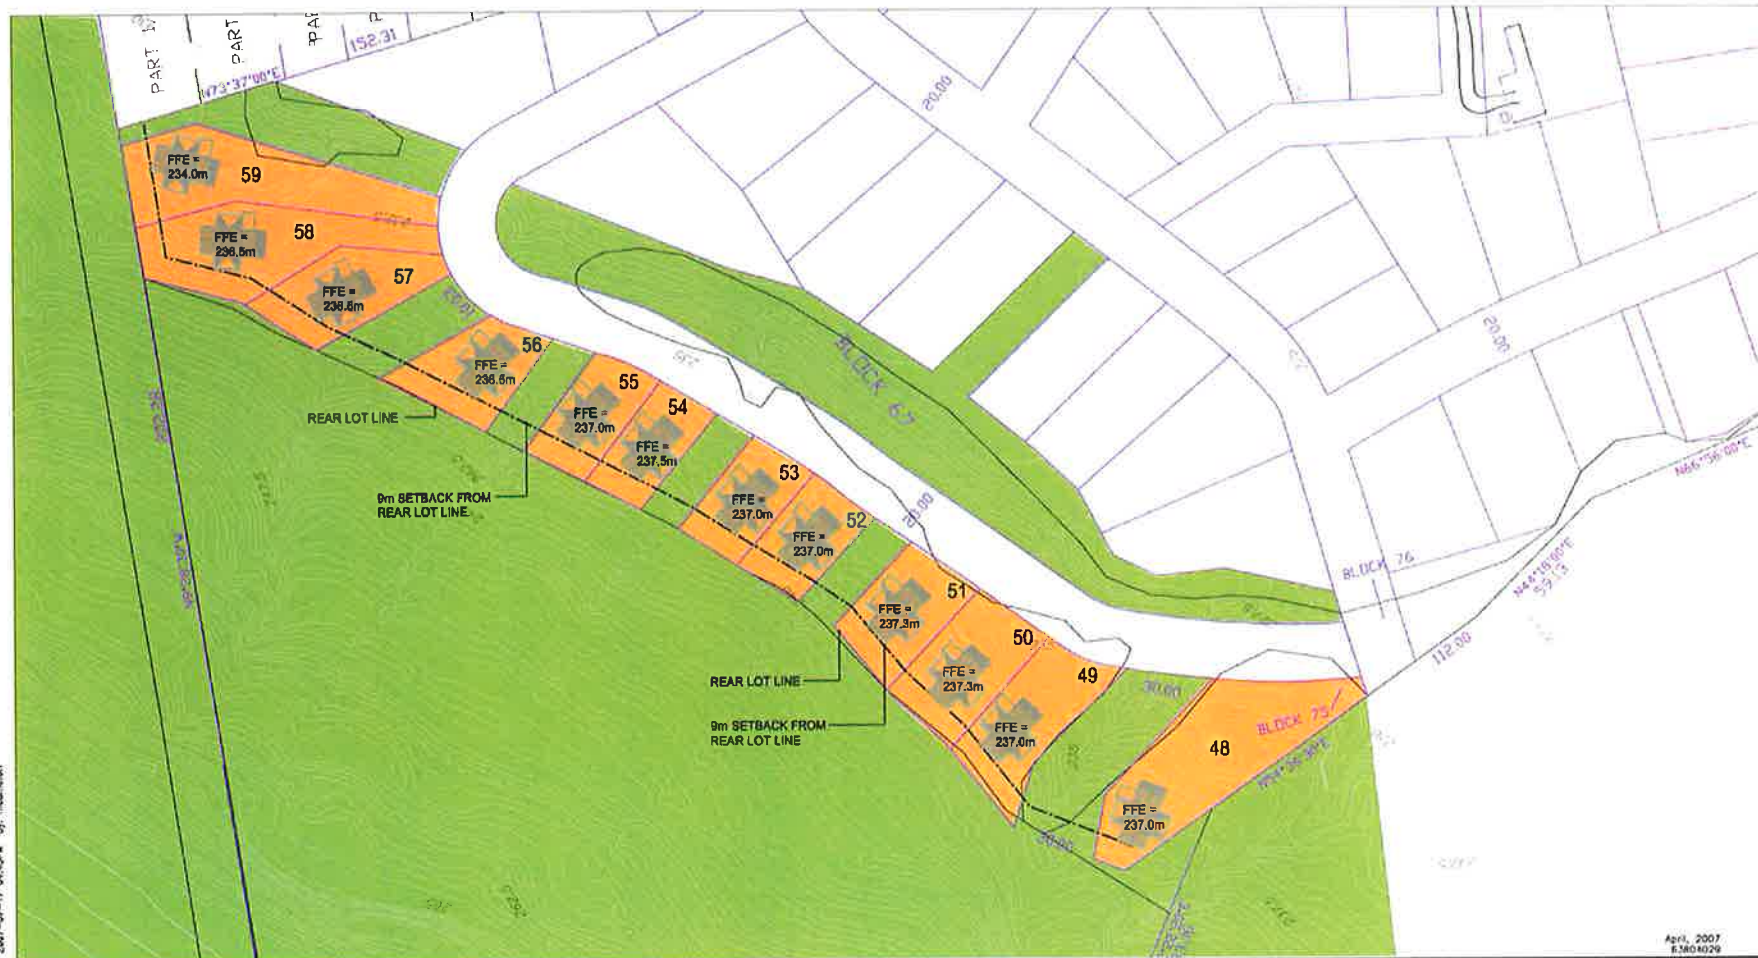 PART
PART
152.31
N73°37'00"E
FFE =
234.0m
59
58
FFE =
236.5m
57
FFE =
236.5m
56
FFE =
236.5m
REAR LOT LINE
55
FFE =
237.0m
54
FFE =
237.5m
9m SETBACK FROM
REAR LOT LINE
53
FFE =
237.0m
52
FFE =
237.0m
20.00
BLOCK 67
20.00
20.00
51
FFE =
237.3m
50
FFE =
237.3m
49
FFE =
237.0m
REAR LOT LINE
9m SETBACK FROM
REAR LOT LINE
30.00
30.00
48
FFE =
237.0m
BLOCK 75
BLOCK 76
N66°56'00"E
N44°18'00"E
59.13
112.00
April, 2007
63804029